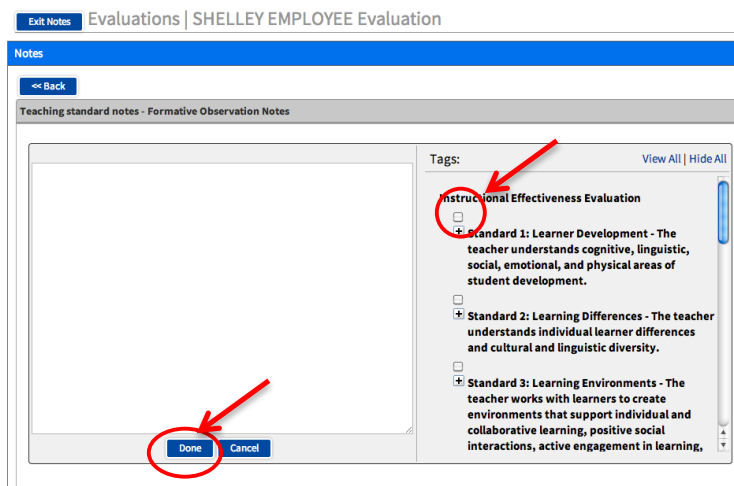 Exit Notes Evaluations | SHELLEY EMPLOYEE Evaluation
Notes
<< Back
Teaching standard notes - Formative Observation Notes
Tags: View All | Hide All
Instructional Effectiveness Evaluation
Standard 1: Learner Development - The
teacher understands cognitive, linguistic,
social, emotional, and physical areas of
student development.
Standard 2: Learning Differences - The teacher
understands individual learner differences
and cultural and linguistic diversity.
Standard 3: Learning Environments - The
teacher works with learners to create
environments that support individual and
collaborative learning, positive social
interactions, active engagement in learning,
Done Cancel